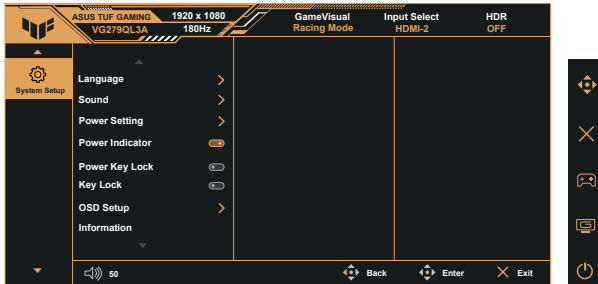 ASUS TUF GAMING 1920 x 1080 GameVisual Input Select HDR
VG279QL3A 180Hz Racing Mode HDMI-2 OFF
System Setup
Language
Sound
Power Setting
Power Indicator
Power Key Lock
Key Lock
OSD Setup
Information
50 Back Enter Exit